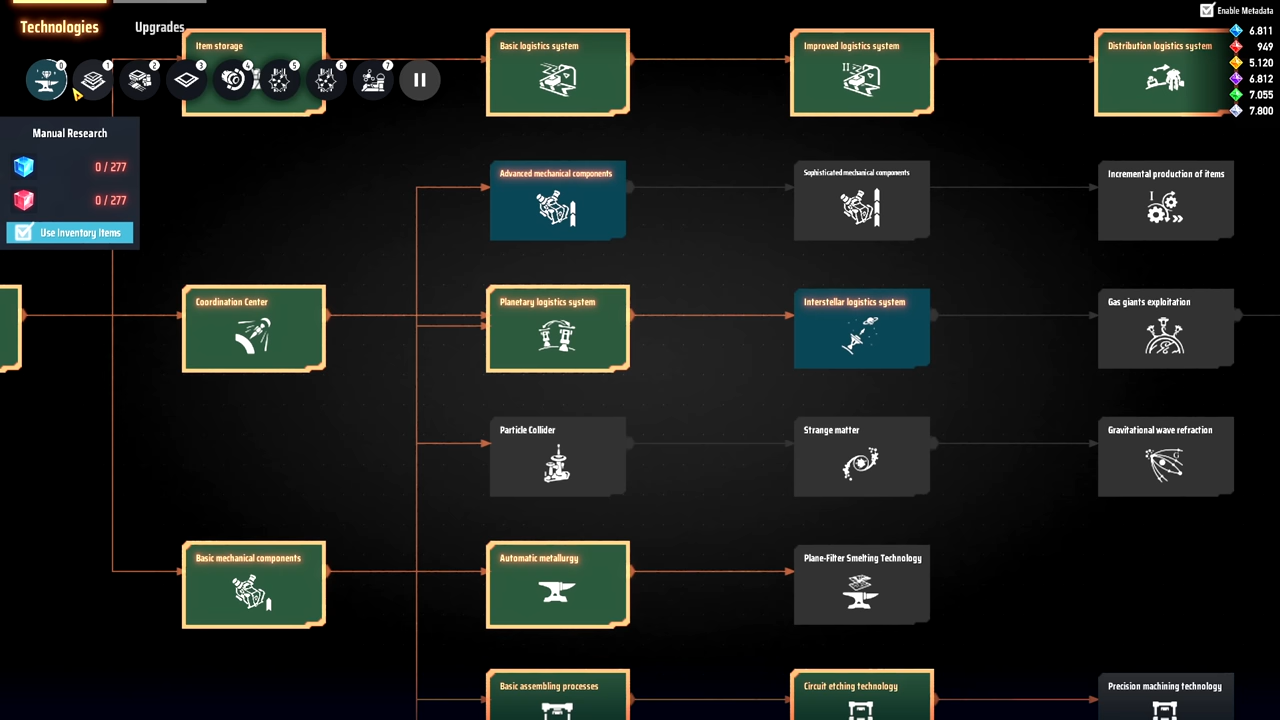 Technologies
Upgrades
Enable Metadata
6.811
949
5.120
6.812
7.055
7.800
0
1
2
3
4
5
6
7
Manual Research
0 / 277
0 / 277
Use Inventory Items
Item storage
Basic logistics system
Improved logistics system
II
Distribution logistics system
Advanced mechanical components
Sophisticated mechanical components
Incremental production of items
I
Coordination Center
Planetary logistics system
Interstellar logistics system
Gas giants exploitation
Particle Collider
Strange matter
Gravitational wave refraction
Basic mechanical components
Automatic metallurgy
Plane-Filter Smelting Technology
Basic assembling processes
Circuit etching technology
Precision machining technology